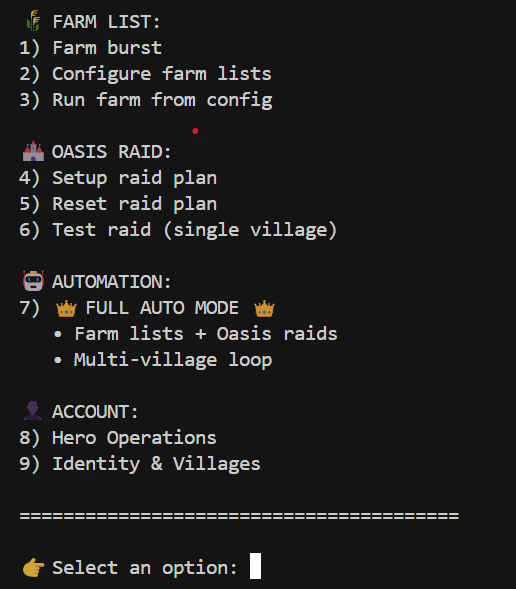 🌾 FARM LIST:
1) Farm burst
2) Configure farm lists
3) Run farm from config
🏰 OASIS RAID:
4) Setup raid plan
5) Reset raid plan
6) Test raid (single village)
🤖 AUTOMATION:
7) 👑 FULL AUTO MODE 👑
• Farm lists + Oasis raids
• Multi-village loop
👤 ACCOUNT:
8) Hero Operations
9) Identity & Villages
========================================
👉 Select an option: